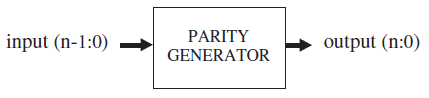 input (n-1:0)
PARITY
GENERATOR
output (n:0)